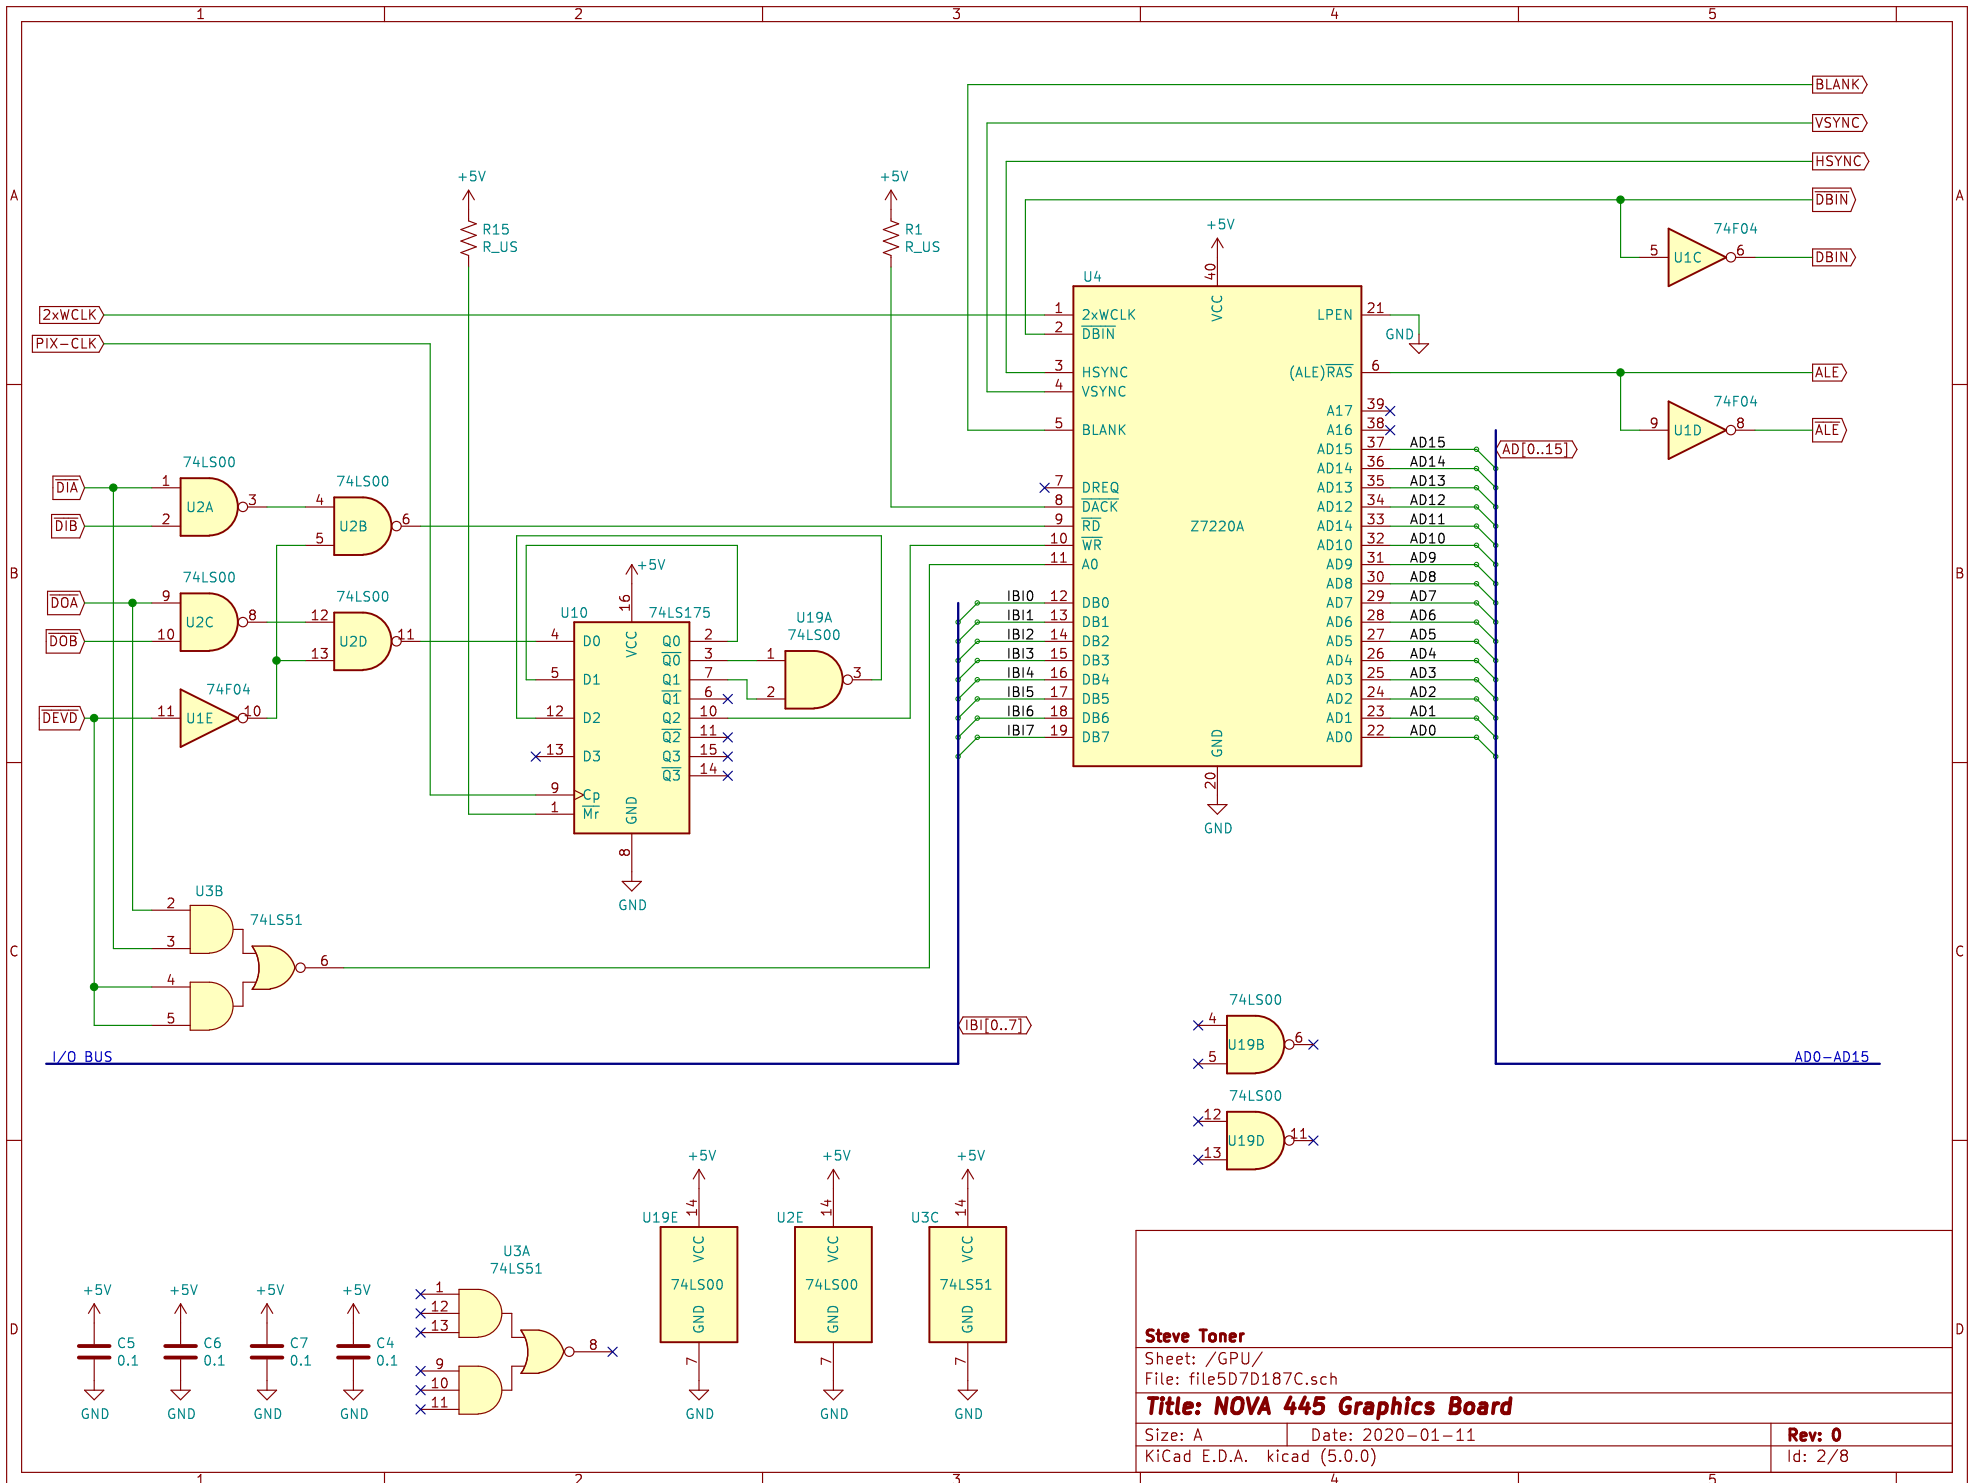 1 2 3 4 5
A B C D
A B C D
1 2 3 4 5
BLANK
VSYNC
HSYNC
DBIN
74F04
5 U1C 6
DBIN
+5V
R15
R_US
+5V
R1
R_US
+5V
40
U4
2xWCLK
PIX-CLK
1 2xWCLK
2 DBIN
3 HSYNC
4 VSYNC
5 BLANK
7 DREQ
8 DACK
9 RD
10 WR
11 A0
IBI0 12 DB0
IBI1 13 DB1
IBI2 14 DB2
IBI3 15 DB3
IBI4 16 DB4
IBI5 17 DB5
IBI6 18 DB6
IBI7 19 DB7
VCC
Z7220A
GND
20
GND
LPEN 21
GND
(ALE)RAS 6
A17 39
A16 38
AD15 37 AD15
AD14 36 AD14
AD13 35 AD13
AD12 34 AD12
AD14 33 AD11
AD10 32 AD10
AD9 31 AD9
AD8 30 AD8
AD7 29 AD7
AD6 28 AD6
AD5 27 AD5
AD4 26 AD4
AD3 25 AD3
AD2 24 AD2
AD1 23 AD1
AD0 22 AD0
ALE
74F04
9 U1D 8
ALE
AD[0..15]
74LS00
DIA 1
U2A 3
DIB 2
74LS00
4
U2B 6
5
74LS00
DOA 9
U2C 8
DOB 10
74LS00
12
U2D 11
13
74F04
DEVD 11 U1E 10
+5V
16
U10 74LS175
4 D0
5 D1
12 D2
13 D3
9 Cp
1 Mr
VCC
GND
Q0 2
Q0 3
Q1 7
Q1 6
Q2 10
Q2 11
Q3 15
Q3 14
8
GND
U19A
74LS00
1
2
3
U3B
74LS51
2
3
4
5
6
I/O BUS
IBI[0..7]
AD0-AD15
74LS00
4
U19B 6
5
74LS00
12
U19D 11
13
+5V
14
U19E
VCC
74LS00
GND
7
GND
+5V
14
U2E
VCC
74LS00
GND
7
GND
+5V
14
U3C
VCC
74LS51
GND
7
GND
+5V
C5
0.1
GND
+5V
C6
0.1
GND
+5V
C7
0.1
GND
+5V
C4
0.1
GND
U3A
74LS51
1
12
13
9
10
11
8
Steve Toner
Sheet: /GPU/
File: file5D7D187C.sch
Title: NOVA 445 Graphics Board
Size: A Date: 2020-01-11 Rev: 0
KiCad E.D.A. kicad (5.0.0) Id: 2/8